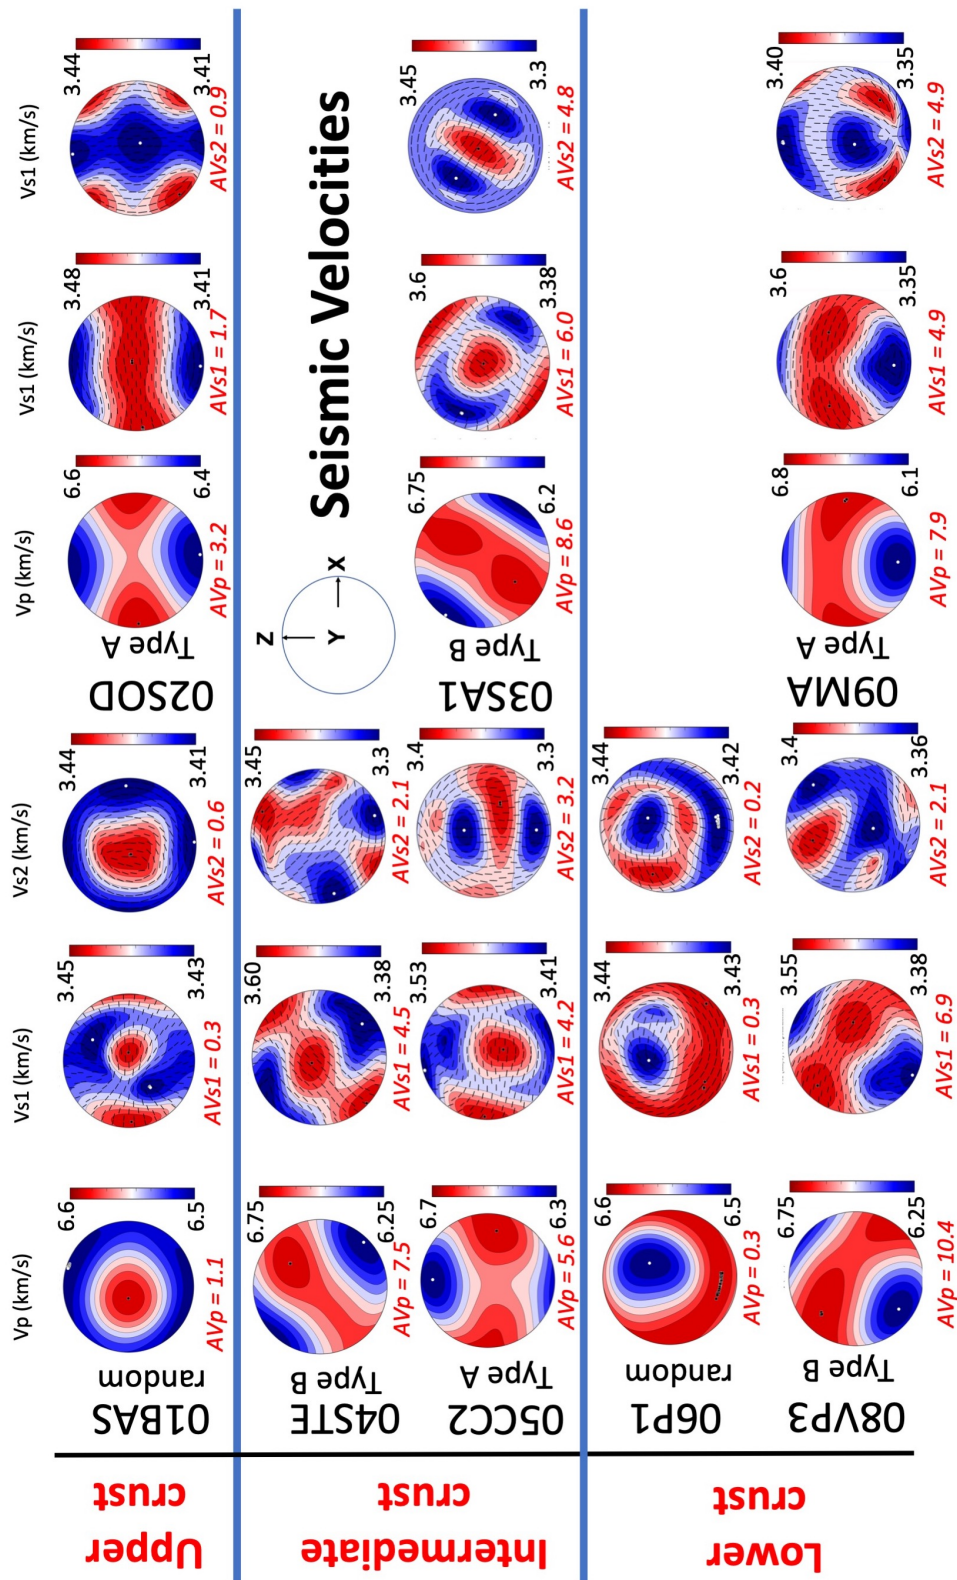 Vp (km/s)
Vs1 (km/s)
Vs2 (km/s)
Vp (km/s)
Vs1 (km/s)
Vs1 (km/s)
Upper
crust
01BAS
random
6.6
6.5
AVp = 1.1
3.45
3.43
AVs1 = 0.3
3.44
3.41
AVs2 = 0.6
02SOD
Type A
6.6
6.4
AVp = 3.2
3.48
3.41
AVs1 = 1.7
3.44
3.41
AVs2 = 0.9
Intermediate
crust
04STE
Type B
6.75
6.25
AVp = 7.5
3.60
3.38
AVs1 = 4.5
3.45
3.3
AVs2 = 2.1
Z
Y
X
Seismic Velocities
05CC2
Type A
6.7
6.3
AVp = 5.6
3.53
3.41
AVs1 = 4.2
3.4
3.3
AVs2 = 3.2
03SA1
Type B
6.75
6.2
AVp = 8.6
3.6
3.38
AVs1 = 6.0
3.45
3.3
AVs2 = 4.8
Lower
crust
06P1
random
6.6
6.5
AVp = 0.3
3.44
3.43
AVs1 = 0.3
3.44
3.42
AVs2 = 0.2
08VP3
Type B
6.75
6.25
AVp = 10.4
3.55
3.38
AVs1 = 6.9
3.4
3.36
AVs2 = 2.1
09MA
Type A
6.8
6.1
AVp = 7.9
3.6
3.35
AVs1 = 4.9
3.40
3.35
AVs2 = 4.9